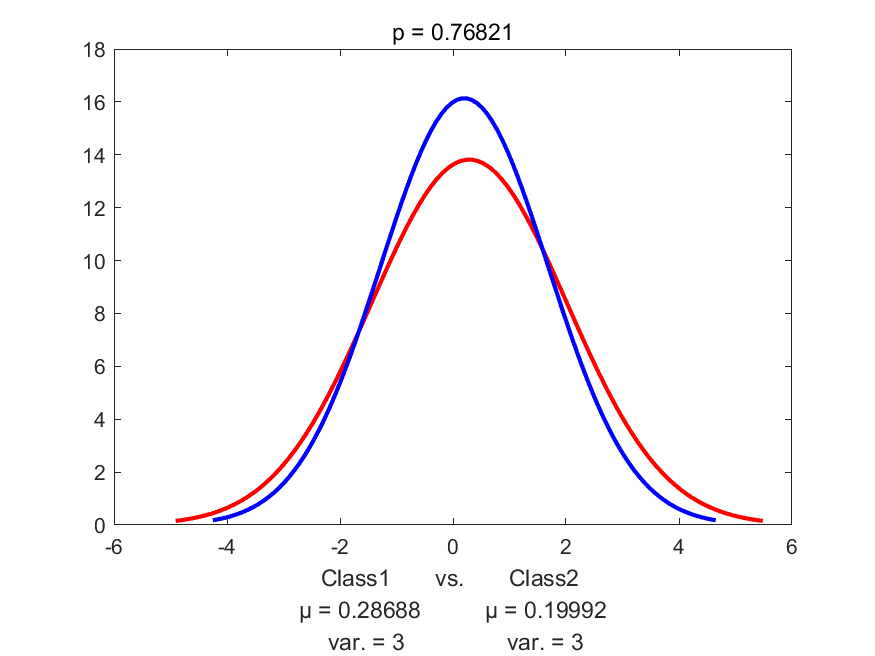 p = 0.76821
18
16
14
12
10
8
6
4
2
0
-6 -4 -2 0 2 4 6
Class1 vs. Class2
μ = 0.28688 μ = 0.19992
var. = 3 var. = 3